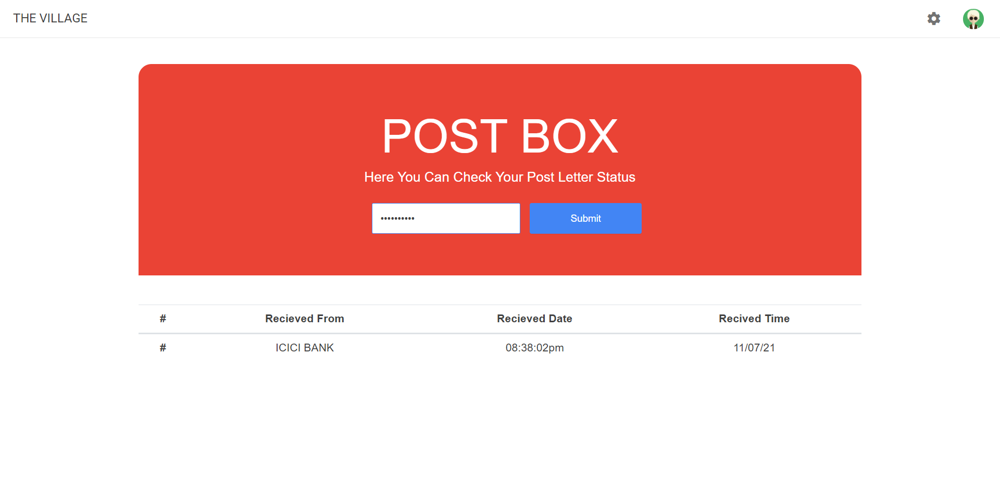 THE VILLAGE
POST BOX
Here You Can Check Your Post Letter Status
••••••••••
Submit
# Recieved From Recieved Date Recived Time
# ICICI BANK 08:38:02pm 11/07/21